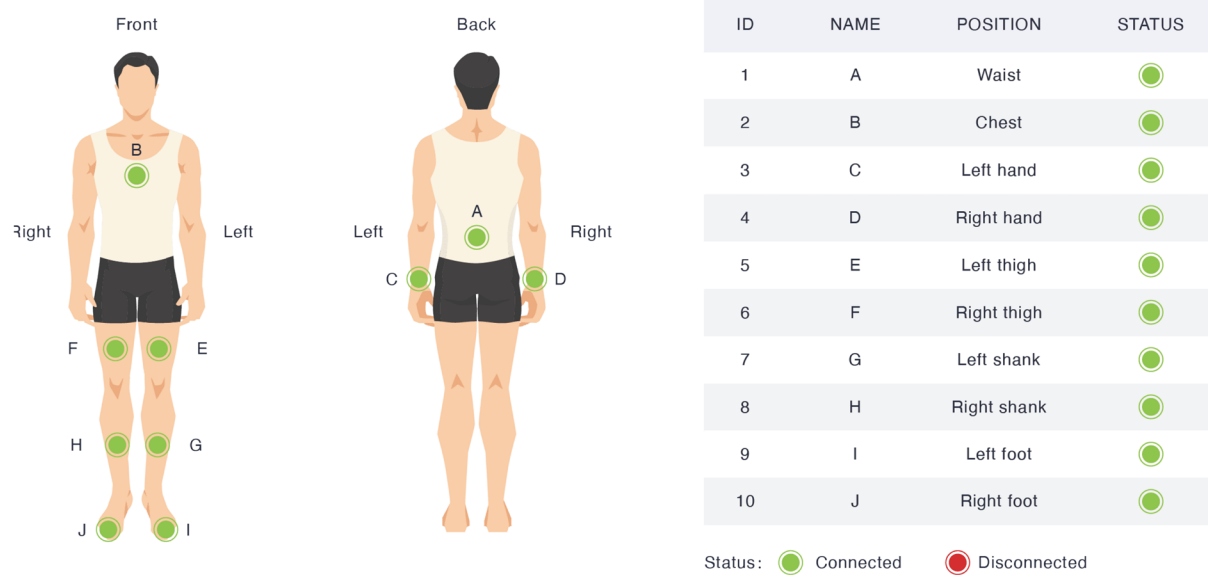 Front
B
Right
Left
F
E
H
G
J
I
Back
A
Left
Right
C
D
ID NAME POSITION STATUS
1 A Waist
2 B Chest
3 C Left hand
4 D Right hand
5 E Left thigh
6 F Right thigh
7 G Left shank
8 H Right shank
9 I Left foot
10 J Right foot
Status: Connected Disconnected